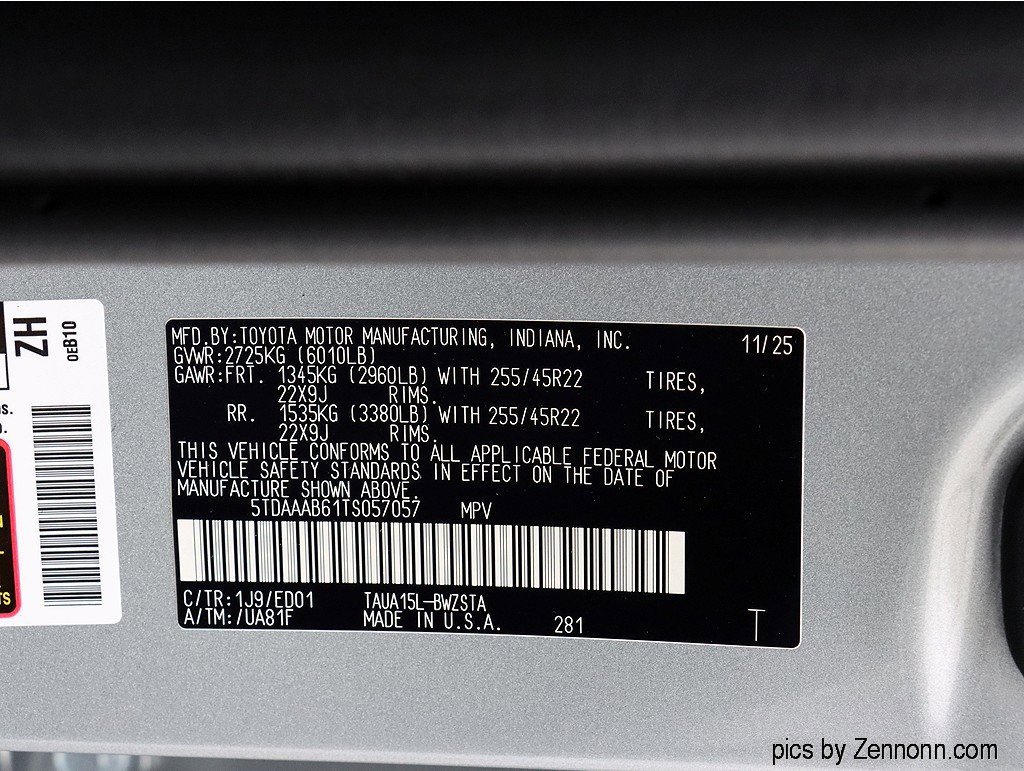 ZH
0EB10
MFD.BY:TOYOTA MOTOR MANUFACTURING, INDIANA, INC. 11/25
GVWR:2725KG (6010LB)
GAWR:FRT. 1345KG (2960LB) WITH 255/45R22 TIRES,
22X9J RIMS.
RR. 1535KG (3380LB) WITH 255/45R22 TIRES,
22X9J RIMS.
THIS VEHICLE CONFORMS TO ALL APPLICABLE FEDERAL MOTOR
VEHICLE SAFETY STANDARDS IN EFFECT ON THE DATE OF
MANUFACTURE SHOWN ABOVE.
5TDAAAB61TS057057 MPV
C/TR:1J9/ED01 TAUA15L-BWZSTA
A/TM:/UA81F MADE IN U.S.A. 281 T
pics by Zennonn.com